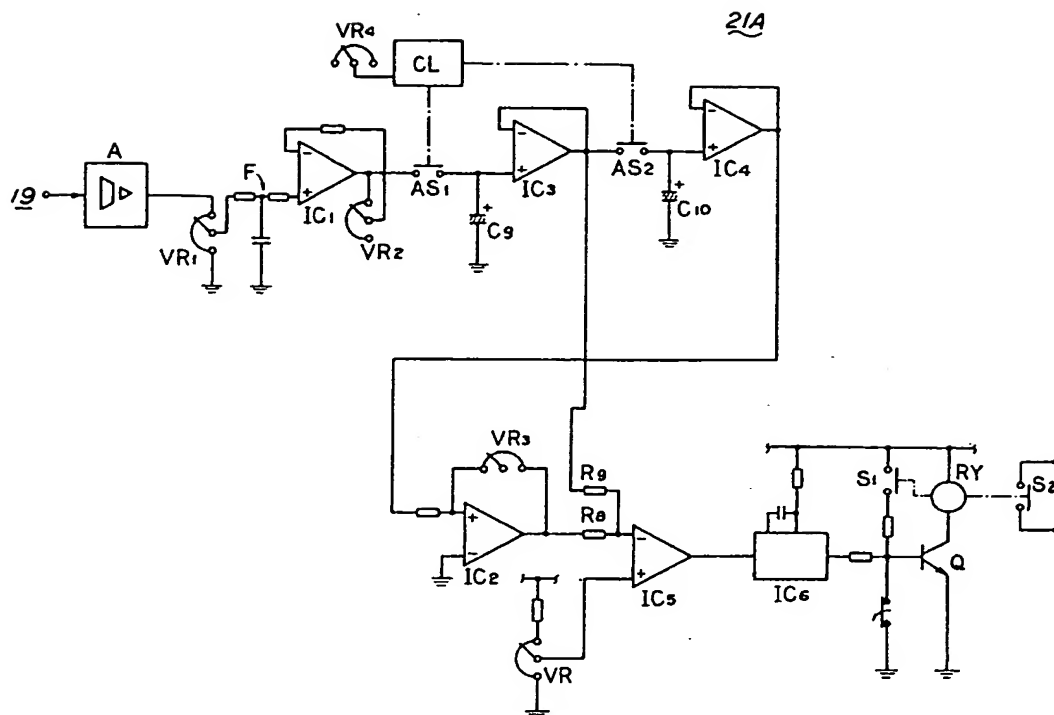 21A
VR4
CL
A
F
19
IC1
AS1
IC3
AS2
IC4
VR1
VR2
C9
C10
VR3
R9
R8
IC2
IC5
IC6
VR
S1
RY
S2
Q